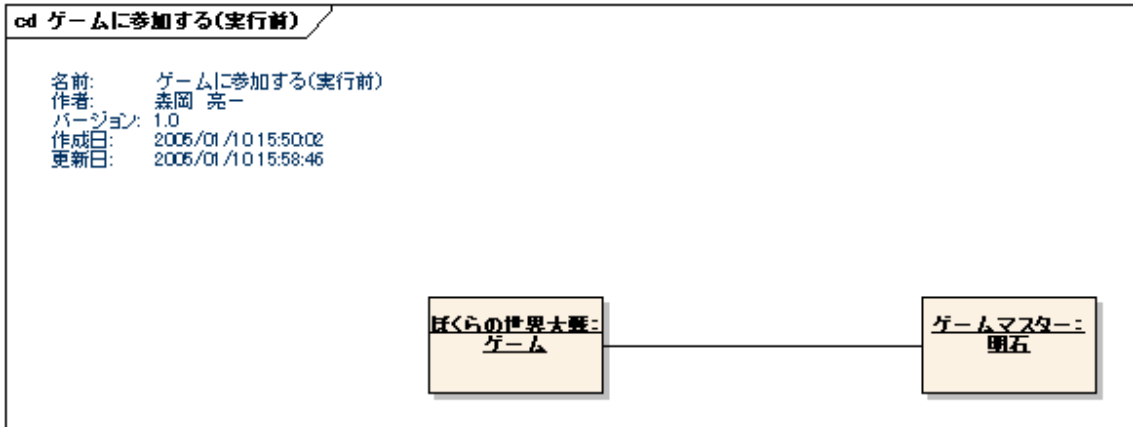 cd ゲームに参加する(実行前)
名前: ゲームに参加する(実行前)
作者: 森岡 亮一
バージョン: 1.0
作成日: 2005/01/10 15:50:02
更新日: 2005/01/10 15:58:46
ぼくらの世界大戦:
ゲーム
ゲームマスター:
明石